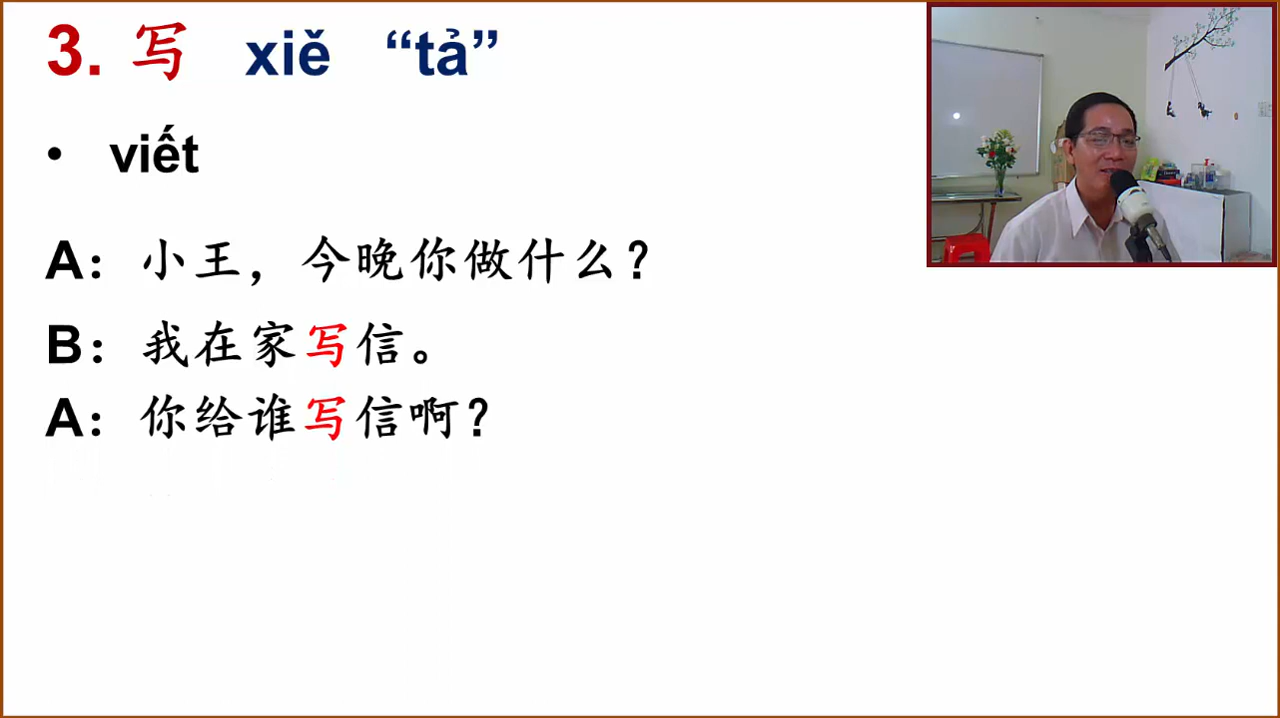 3. 写 xiě “tả”
• viết
A：小王，今晚你做什么？
B：我在家写信。
A：你给谁写信啊？